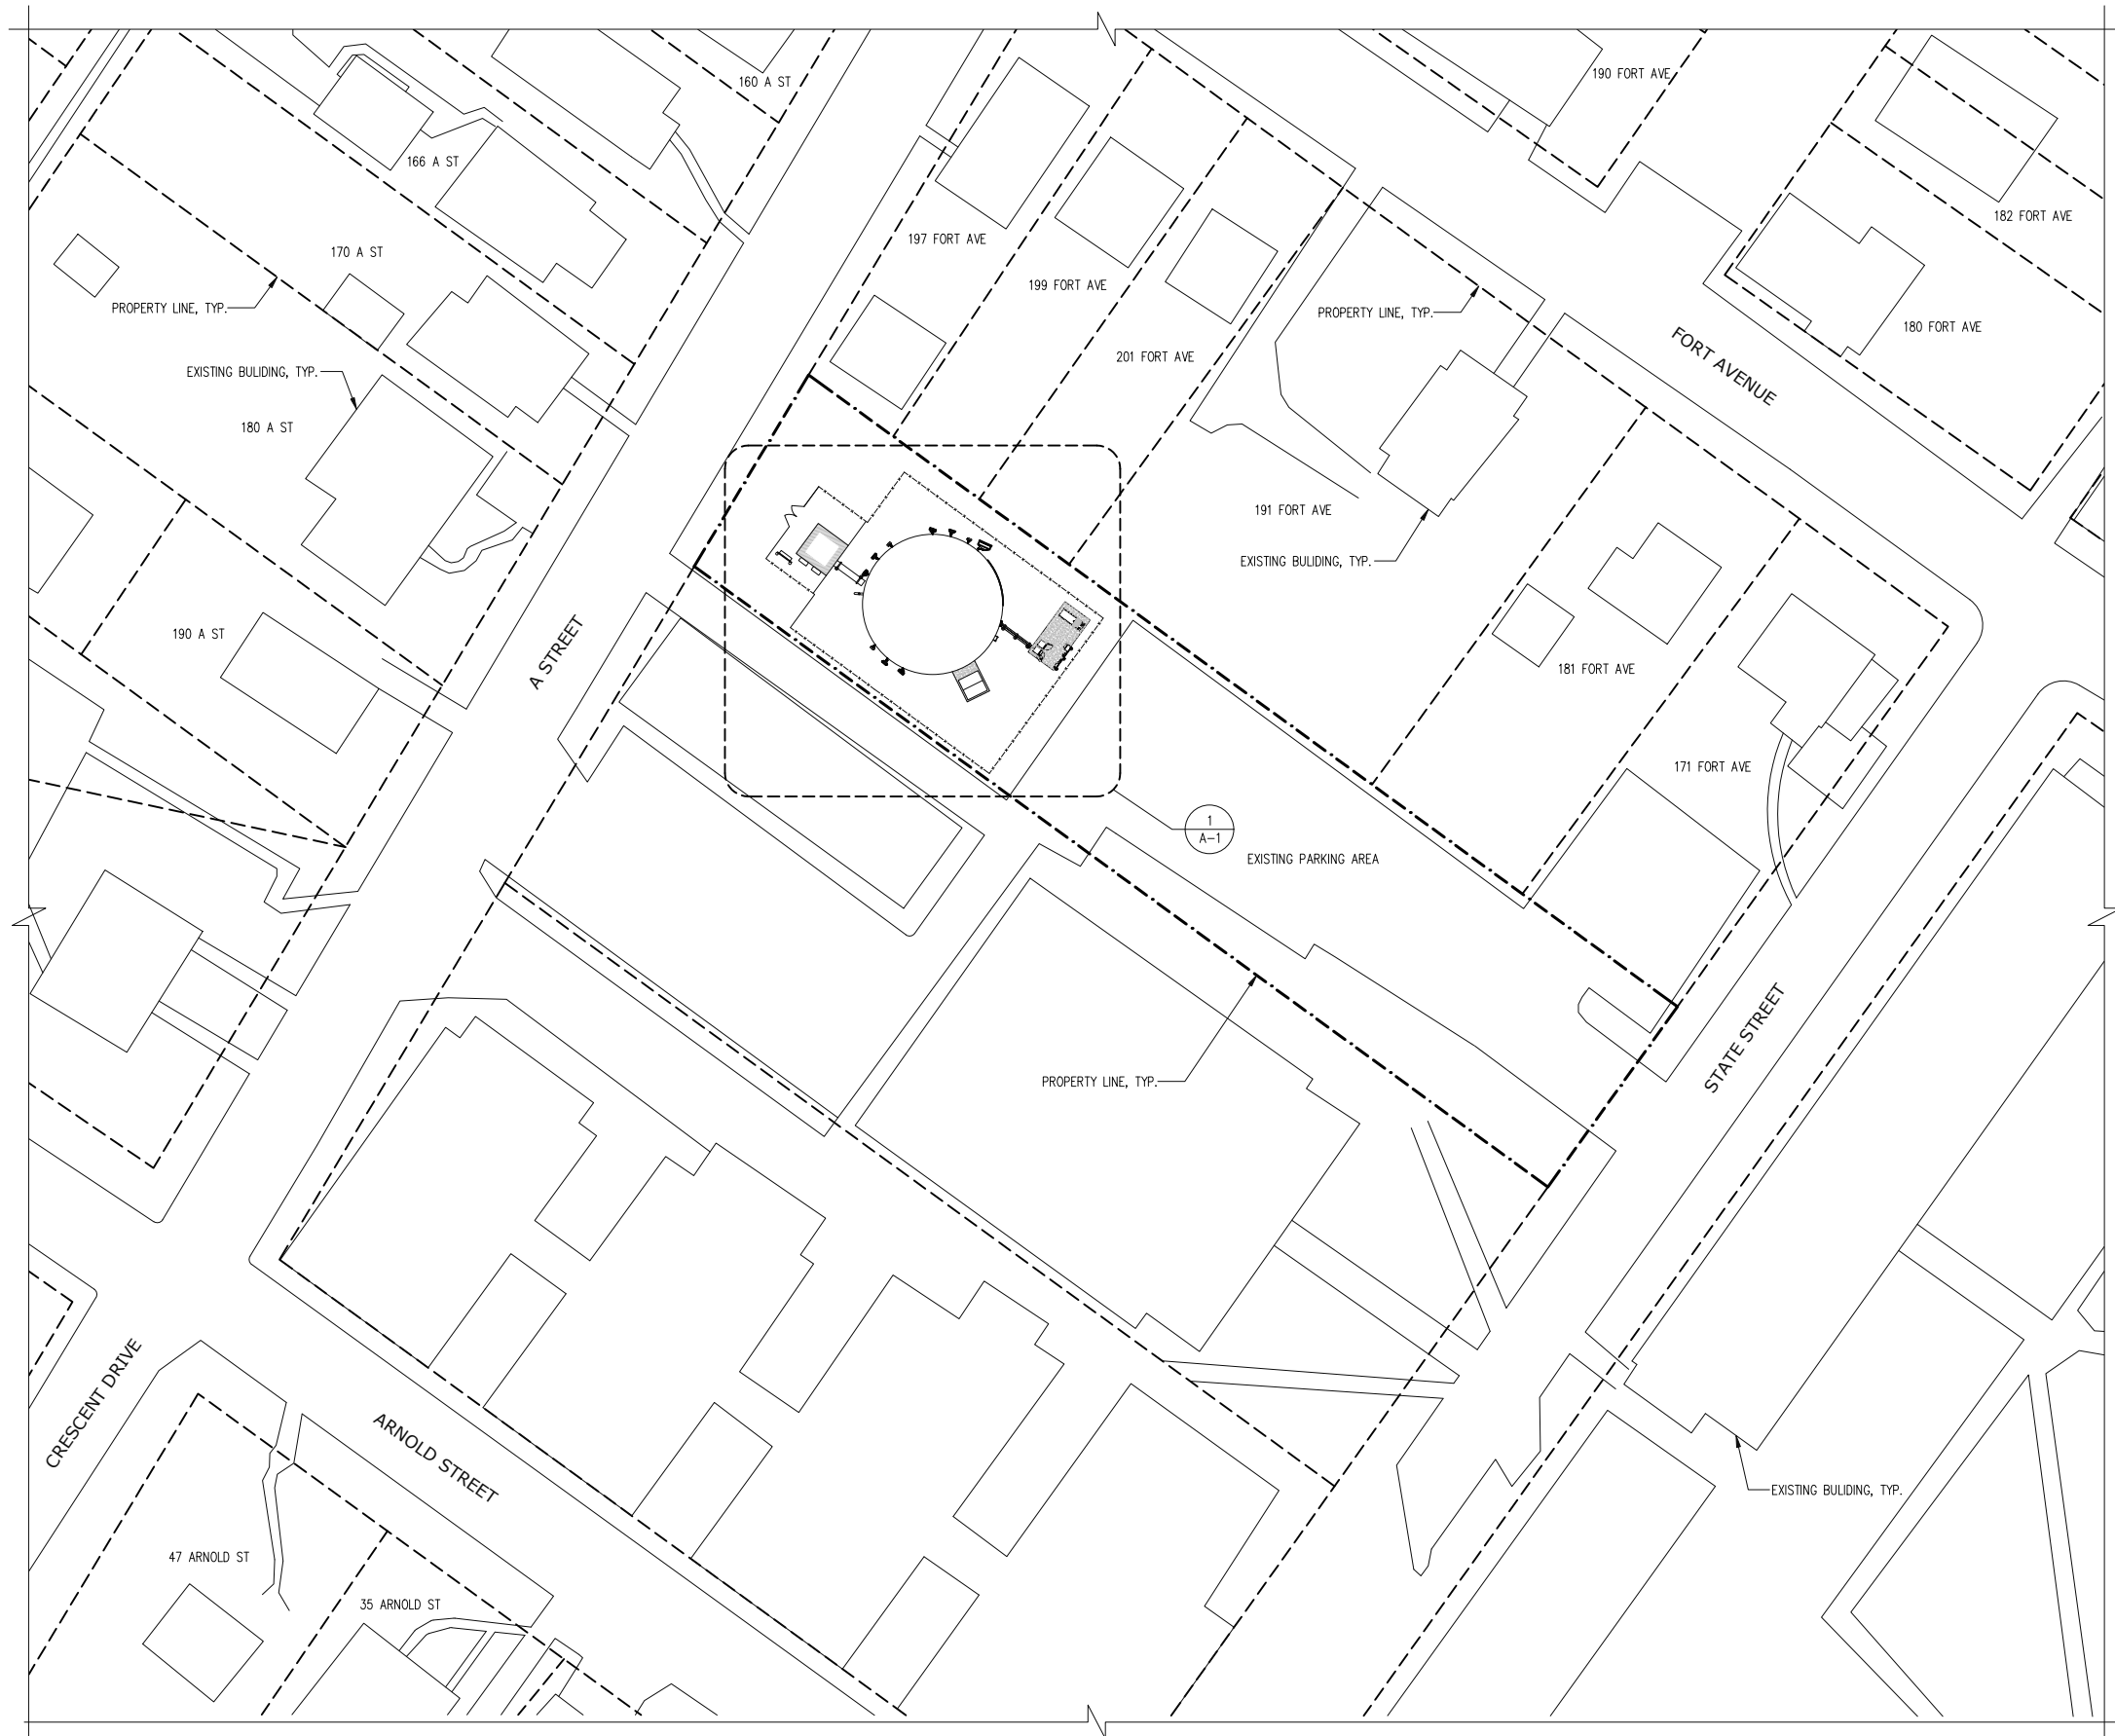 190 FORT AVE
160 A ST
166 A ST
182 FORT AVE
197 FORT AVE
170 A ST
199 FORT AVE
PROPERTY LINE, TYP.
PROPERTY LINE, TYP.
180 FORT AVE
201 FORT AVE
FORT AVENUE
EXISTING BULIDING, TYP.
180 A ST
191 FORT AVE
EXISTING BULIDING, TYP.
190 A ST
A STREET
181 FORT AVE
171 FORT AVE
1
A-1
EXISTING PARKING AREA
STATE STREET
PROPERTY LINE, TYP.
CRESCENT DRIVE
ARNOLD STREET
EXISTING BULIDING, TYP.
47 ARNOLD ST
35 ARNOLD ST